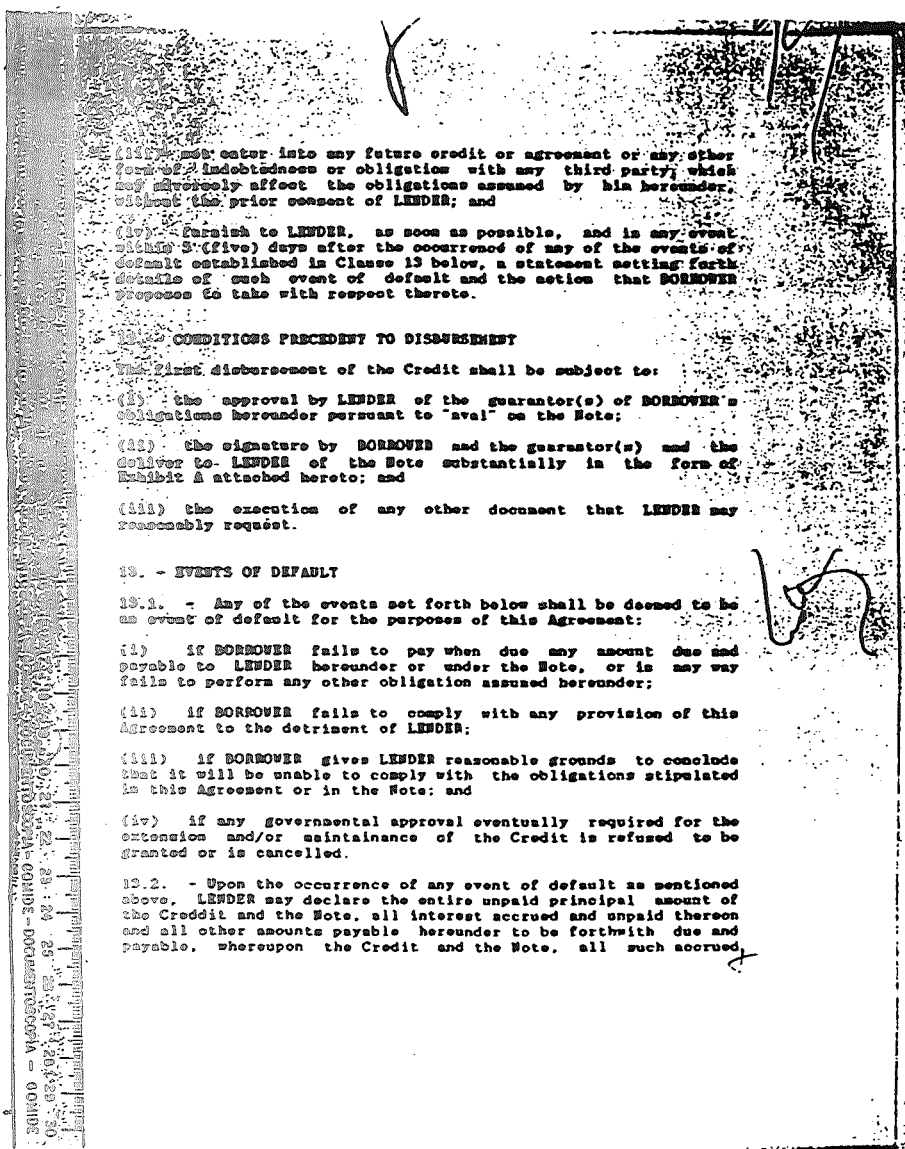 (iii) not enter into any future credit or agreement or any other
form of indebtedness or obligation with any third party, which
may adversely affect the obligations assumed by him hereunder,
without the prior consent of LENDER; and
(iv) furnish to LENDER, as soon as possible, and in any event
within 5 (five) days after the occurrence of any of the events of
default established in Clause 13 below, a statement setting forth
details of such event of default and the action that BORROWER
proposes to take with respect thereto.
12. - CONDITIONS PRECEDENT TO DISBURSEMENT
The first disbursement of the Credit shall be subject to:
(i) the approval by LENDER of the guarantor(s) of BORROWER's
obligations hereunder persuant to "aval" on the Note;
(ii) the signature by BORROWER and the guarantor(s) and the
deliver to LENDER of the Note substantially in the form of
Exhibit A attached hereto; and
(iii) the execution of any other document that LENDER may
reasonably request.
13. - EVENTS OF DEFAULT
13.1. - Any of the events set forth below shall be deemed to be
an event of default for the purposes of this Agreement:
(i) if BORROWER fails to pay when due any amount due and
payable to LENDER hereunder or under the Note, or is any way
fails to perform any other obligation assumed hereunder;
(ii) if BORROWER fails to comply with any provision of this
Agreement to the detriment of LENDER;
(iii) if BORROWER gives LENDER reasonable grounds to conclude
that it will be unable to comply with the obligations stipulated
in this Agreement or in the Note; and
(iv) if any governmental approval eventually required for the
extension and/or maintainance of the Credit is refused to be
granted or is cancelled.
13.2. - Upon the occurrence of any event of default as mentioned
above, LENDER may declare the entire unpaid principal amount of
the Creddit and the Note, all interest accrued and unpaid thereon
and all other amounts payable hereunder to be forthwith due and
payable, whereupon the Credit and the Note, all such accrued
20 21 22 23 24 25 26 27 28 29 30
GOMIDE - DOCUMENTOSCOPIA - GOMIDE